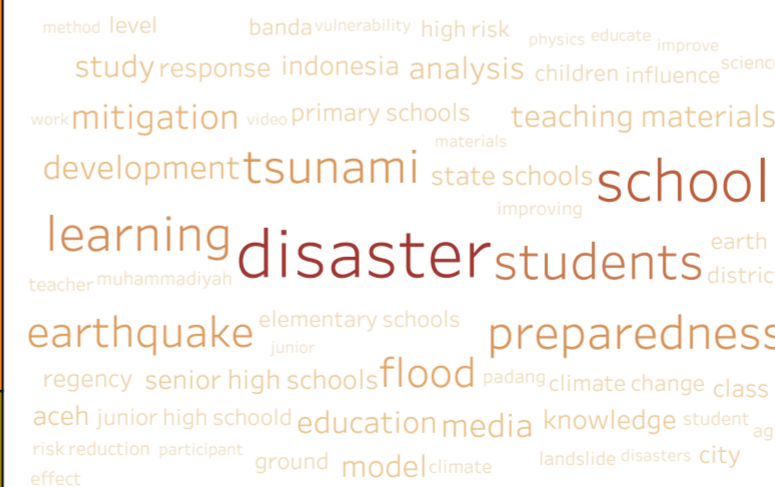 method level banda vulnerability high risk physics educate improve
study response indonesia analysis children influence science
work mitigation video primary schools teaching materials
materials
development tsunami state schools school
improving
learning disaster students earth
teacher muhammadiyah distric
earthquake elementary schools preparedness
junior
regency senior high schools flood padang climate change class
aceh junior high schoold education media knowledge student ag
risk reduction participant ground model climate landslide disasters city
effect